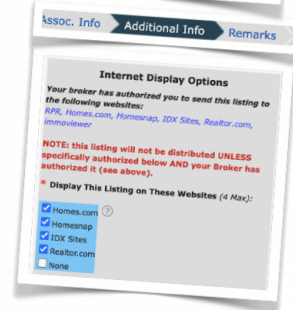 Assoc. Info Additional Info Remarks
Internet Display Options
Your broker has authorized you to send this listing to
the following websites:
RPR, Homes.com, Homesnap, IDX Sites, Realtor.com,
immoviewer
NOTE: this listing will not be distributed UNLESS
specifically authorized below AND your Broker has
authorized it (see above).
* Display This Listing on These Websites (4 Max):
Homes.com ?
Homesnap
IDX Sites
Realtor.com
None